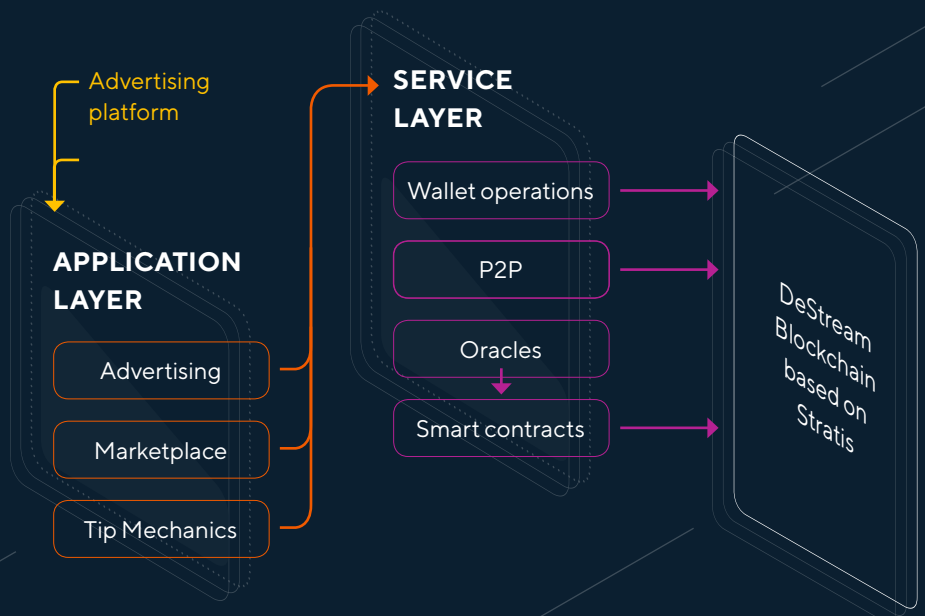 Advertising
platform
APPLICATION
LAYER
Advertising
Marketplace
Tip Mechanics
SERVICE
LAYER
Wallet operations
P2P
Oracles
Smart contracts
DeStream
Blockchain
based on
Stratis